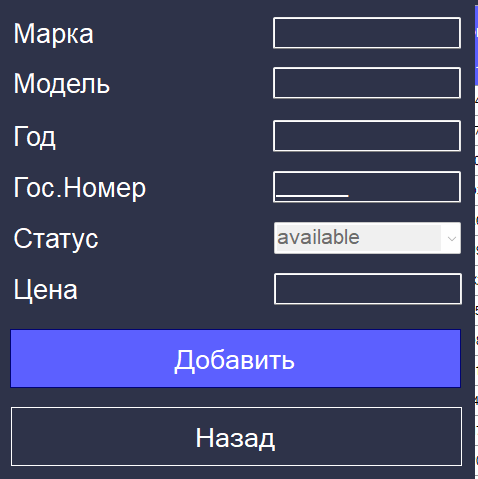 Марка
Модель
Год
Гос.Номер
Статус available
Цена
Добавить
Назад